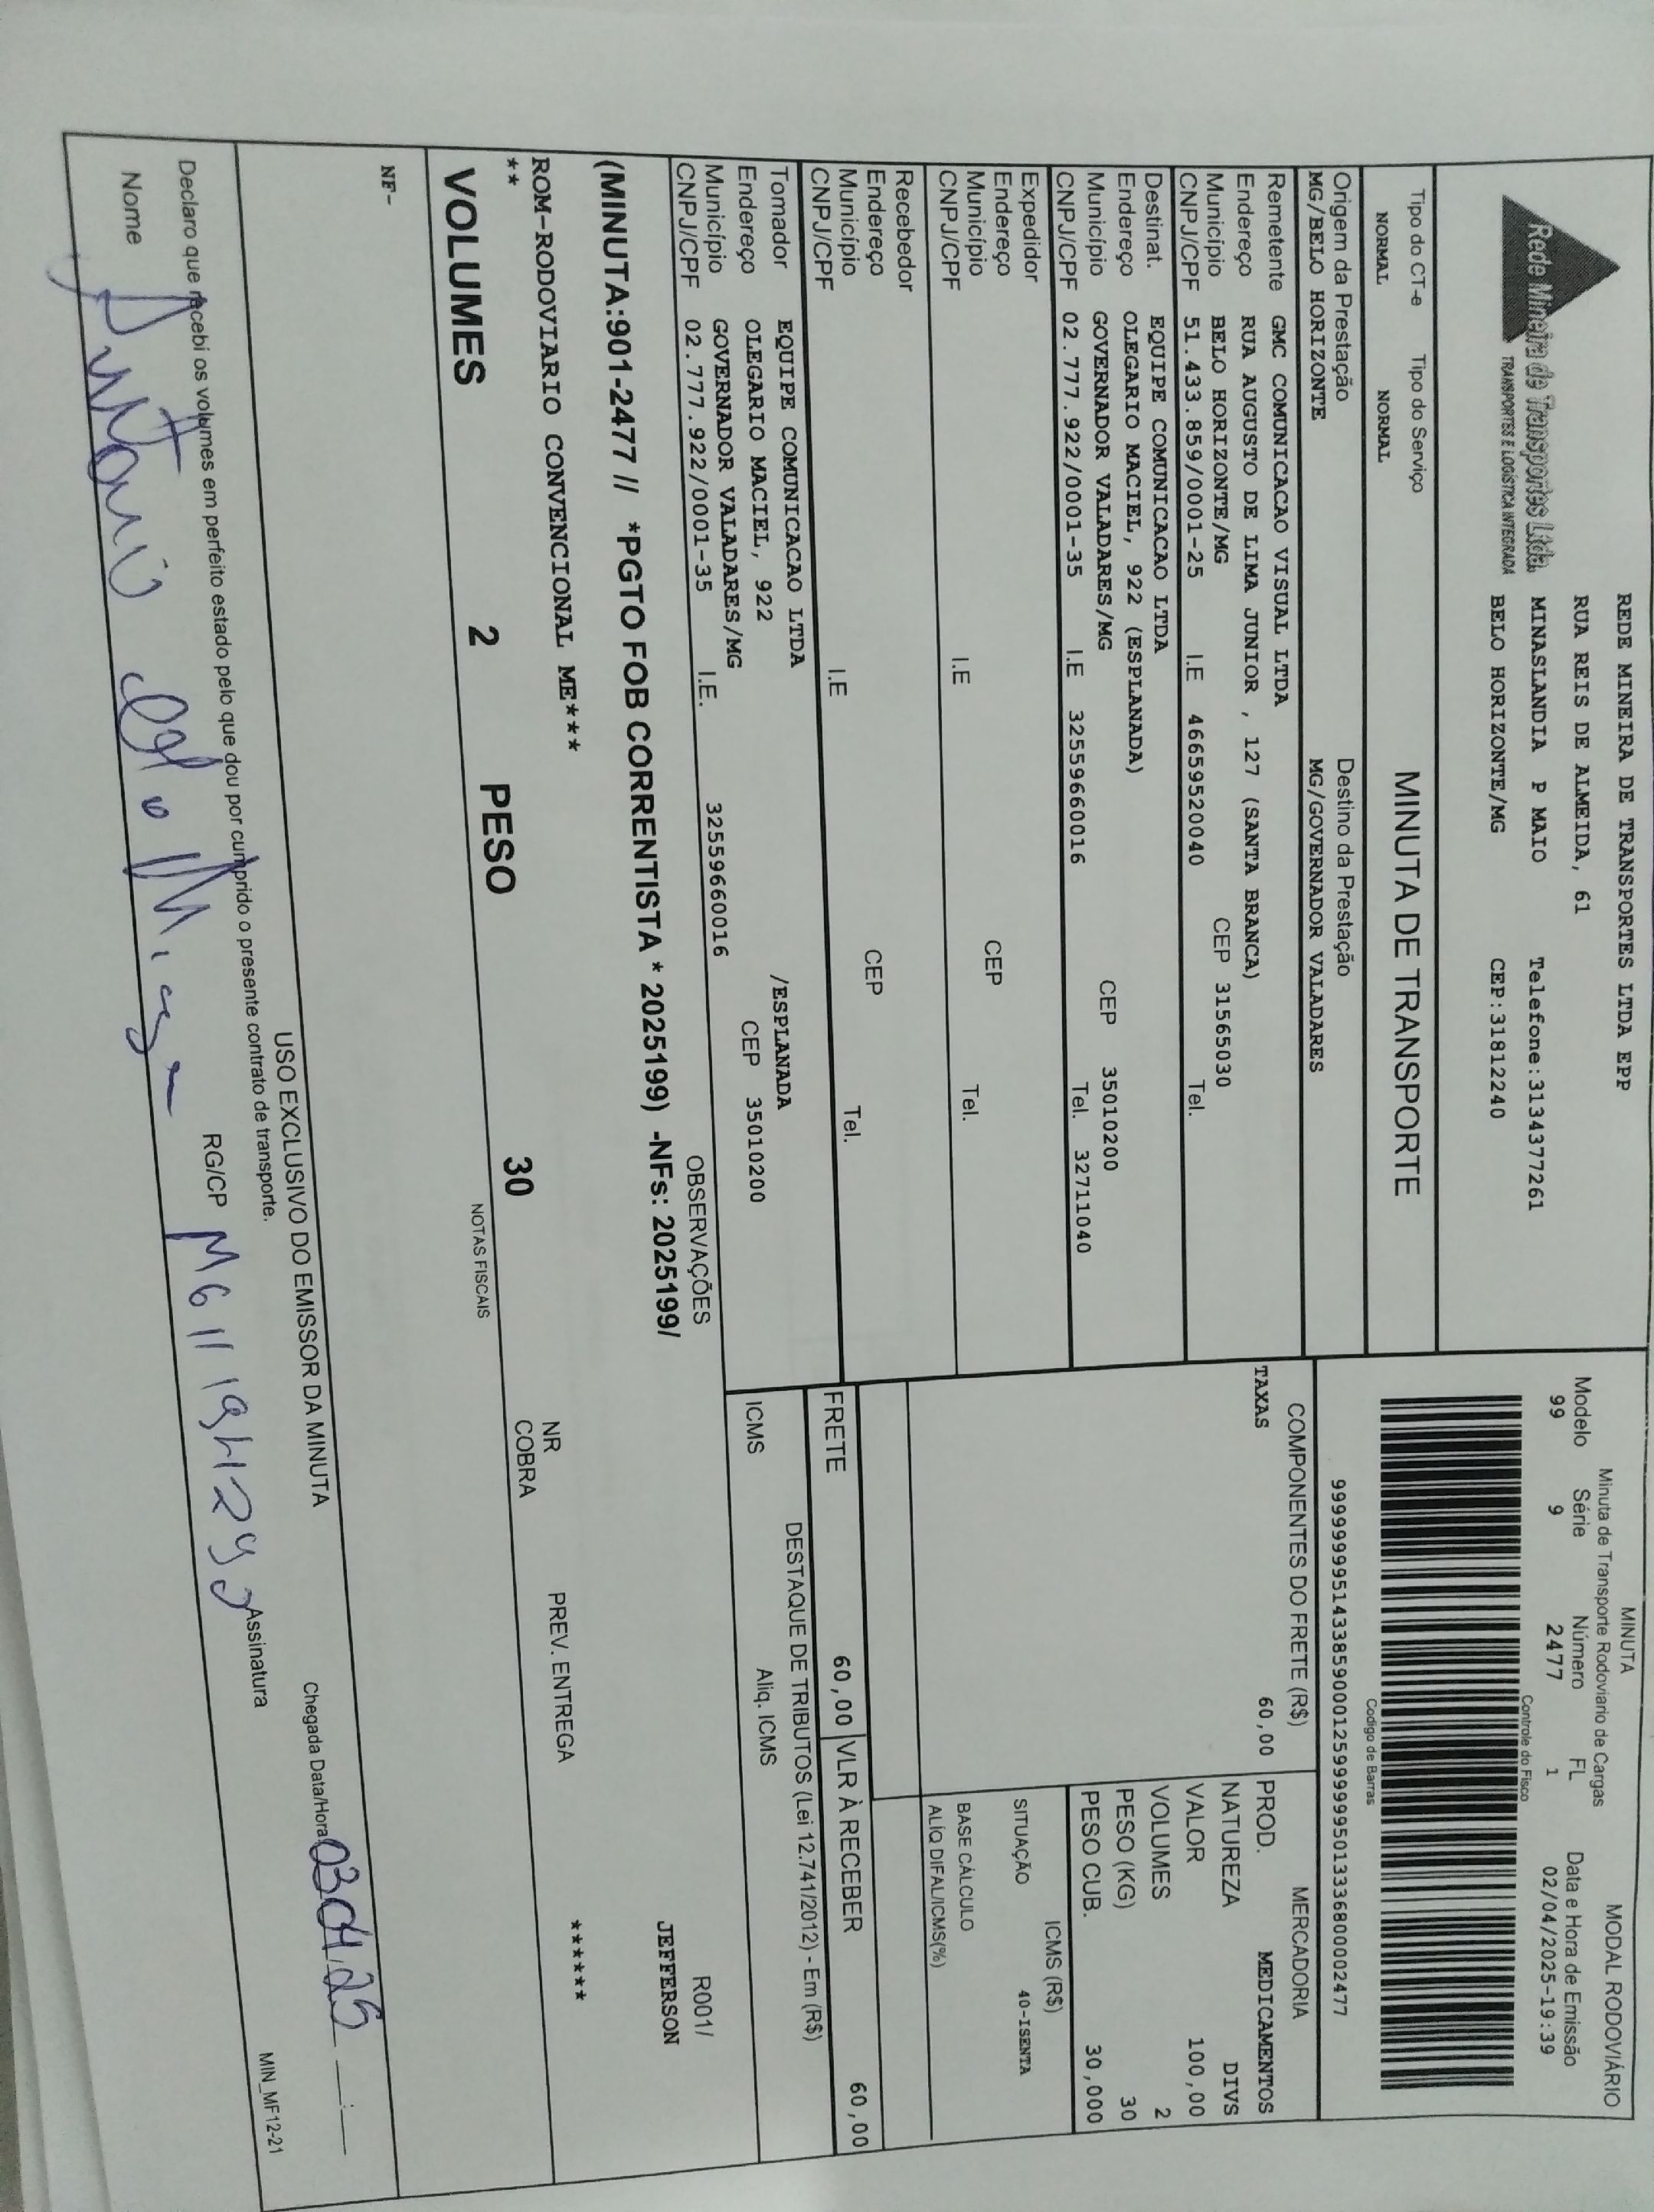 Rede Mineira de Transportes Ltda.
TRANSPORTES E LOGÍSTICA INTEGRADA
REDE MINEIRA DE TRANSPORTES LTDA EPP
RUA REIS DE ALMEIDA, 61
MINASLANDIA P MAIO Telefone:3134377261
BELO HORIZONTE/MG CEP:31812240
MINUTA MODAL RODOVIÁRIO
Minuta de Transporte Rodoviario de Cargas
Modelo Série Número FL Data e Hora de Emissão
99 9 2477 1 02/04/2025-19:39
Controle do Fisco
Codigo de Barras
Tipo do CT-e Tipo do Serviço
NORMAL NORMAL
MINUTA DE TRANSPORTE
Origem da Prestação Destino da Prestação
MG/BELO HORIZONTE MG/GOVERNADOR VALADARES
Remetente GMC COMUNICACAO VISUAL LTDA
Endereço RUA AUGUSTO DE LIMA JUNIOR , 127 (SANTA BRANCA)
Município BELO HORIZONTE/MG CEP 31565030
CNPJ/CPF 51.433.859/0001-25 I.E 4665952​0040 Tel.
Destinat. EQUIPE COMUNICACAO LTDA
Endereço OLEGARIO MACIEL, 922 (ESPLANADA)
Município GOVERNADOR VALADARES/MG CEP 35010200
CNPJ/CPF 02.777.922/0001-35 I.E 32559660016 Tel. 32711040
Expedidor
Endereço
Município CEP
CNPJ/CPF I.E Tel.
Recebedor
Endereço
Município CEP
CNPJ/CPF I.E Tel.
Tomador EQUIPE COMUNICACAO LTDA
Endereço OLEGARIO MACIEL, 922 /ESPLANADA
Município GOVERNADOR VALADARES/MG CEP 35010200
CNPJ/CPF 02.777.922/0001-35 I.E. 32559660016
COMPONENTES DO FRETE (R$)
TAXAS 60,00
MERCADORIA
PROD. MEDICAMENTOS
NATUREZA DIVS
VALOR 100,00
VOLUMES 2
PESO (KG) 30
PESO CUB. 30,000
ICMS (R$)
SITUAÇÃO 40-ISENTA
BASE CÁLCULO
ALÍQ DIFAL/ICMS(%)
FRETE 60,00 VLR À RECEBER 60,00
DESTAQUE DE TRIBUTOS (Lei 12.741/2012) - Em (R$)
ICMS Aliq. ICMS
OBSERVAÇÕES R001/
(MINUTA:901-2477 // *PGTO FOB CORRENTISTA * 2025199) -NFs: 2025199/ JEFFERSON
ROM-RODOVIARIO CONVENCIONAL ME***
**
NR COBRA PREV. ENTREGA ******
VOLUMES 2 PESO 30
NOTAS FISCAIS
NF-
USO EXCLUSIVO DO EMISSOR DA MINUTA
Chegada Data/Hora 03 04 25
Declaro que recebi os volumes em perfeito estado pelo que dou por cumprido o presente contrato de transporte.
Nome Antonio RG/CP Assinatura
MIN_MF12-21